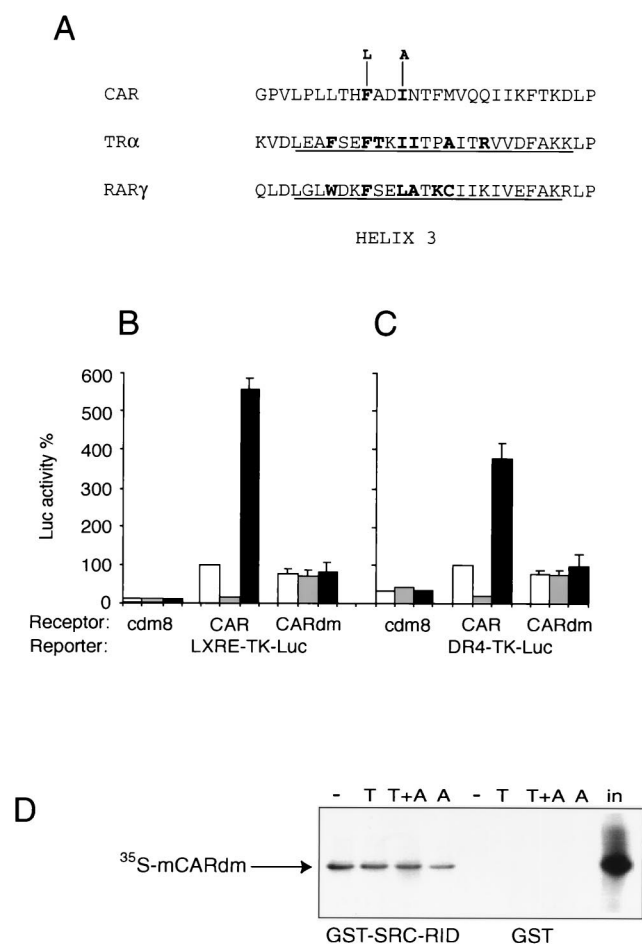 A
L A
CAR GPVLPLLTHFADINTFMVQQIIKFTKDLP
TRα KVDLEAFSEFTKIITPAITRVVDFAKKLP
RARγ QLDLGLWDKFSELATKCIIKIVEFAKRLP
HELIX 3
B C
Luc activity %
600
500
400
300
200
100
0
Receptor: cdm8 CAR CARdm cdm8 CAR CARdm
Reporter: LXRE-TK-Luc DR4-TK-Luc
D
- T T+A A - T T+A A in
35S-mCARdm
GST-SRC-RID GST